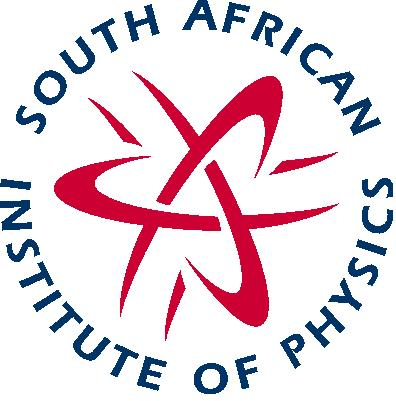 SOUTH AFRICAN
INSTITUTE OF PHYSICS